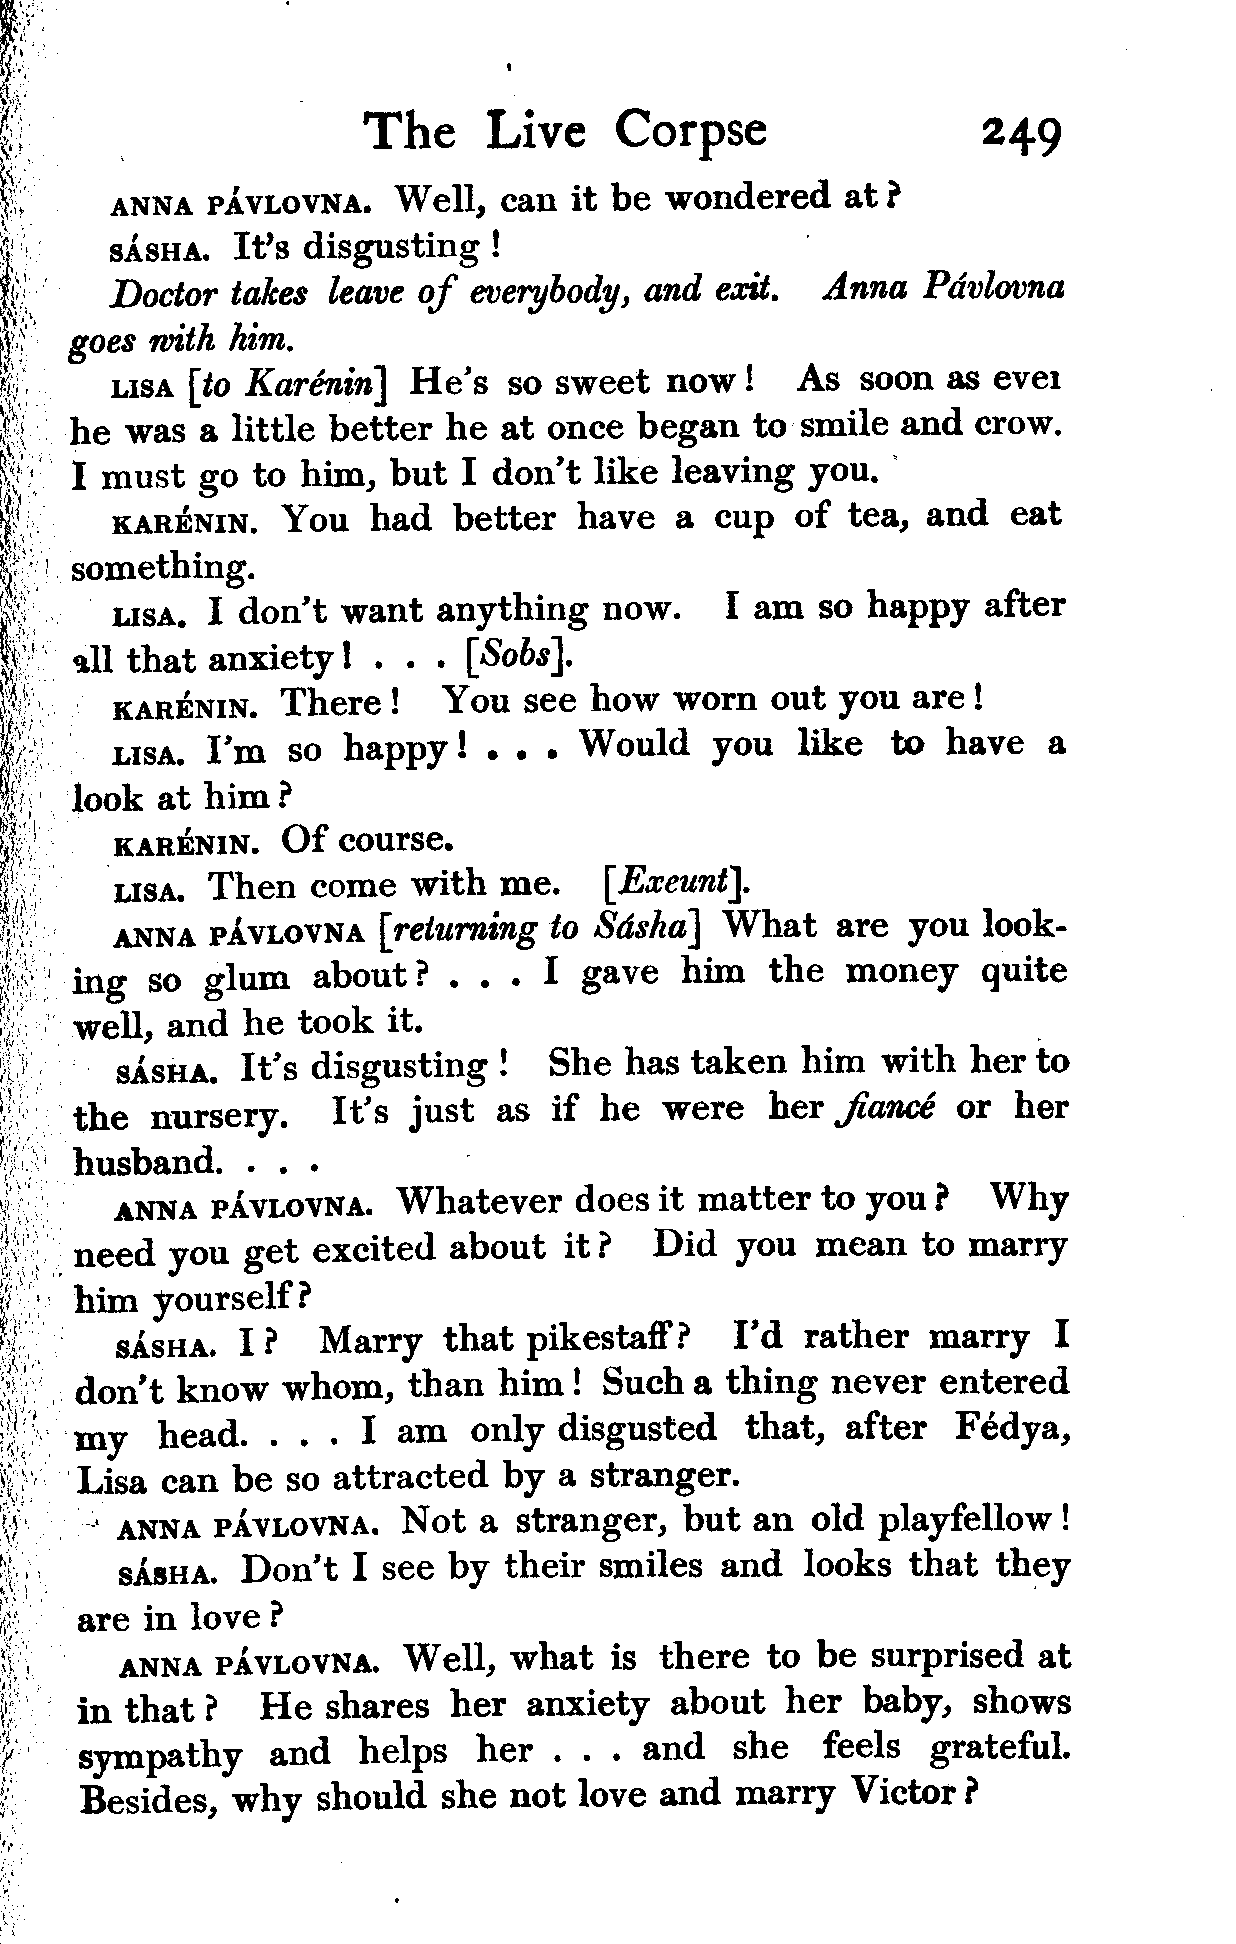 The Live Corpse 249
ANNA PÁVLOVNA. Well, can it be wondered at?
SÁSHA. It's disgusting!
Doctor takes leave of everybody, and exit. Anna Pávlovna
goes with him.
LISA [to Karénin] He's so sweet now! As soon as ever
he was a little better he at once began to smile and crow.
I must go to him, but I don't like leaving you.
KARÉNIN. You had better have a cup of tea, and eat
something.
LISA. I don't want anything now. I am so happy after
all that anxiety! . . . [Sobs].
KARÉNIN. There! You see how worn out you are!
LISA. I'm so happy! . . . Would you like to have a
look at him?
KARÉNIN. Of course.
LISA. Then come with me. [Exeunt].
ANNA PÁVLOVNA [returning to Sásha] What are you look-
ing so glum about? . . . I gave him the money quite
well, and he took it.
SÁSHA. It's disgusting! She has taken him with her to
the nursery. It's just as if he were her fiancé or her
husband. . . .
ANNA PÁVLOVNA. Whatever does it matter to you? Why
need you get excited about it? Did you mean to marry
him yourself?
SÁSHA. I? Marry that pikestaff? I'd rather marry I
don't know whom, than him! Such a thing never entered
my head. . . . I am only disgusted that, after Fédya,
Lisa can be so attracted by a stranger.
ANNA PÁVLOVNA. Not a stranger, but an old playfellow!
SÁSHA. Don't I see by their smiles and looks that they
are in love?
ANNA PÁVLOVNA. Well, what is there to be surprised at
in that? He shares her anxiety about her baby, shows
sympathy and helps her . . . and she feels grateful.
Besides, why should she not love and marry Victor?